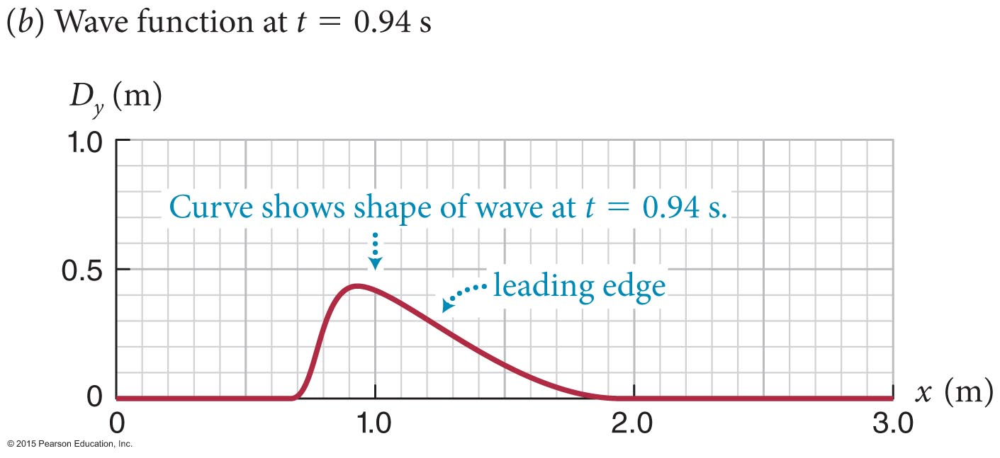 (b) Wave function at t = 0.94 s
Dy (m)
1.0
Curve shows shape of wave at t = 0.94 s.
0.5
leading edge
0
x (m)
0 1.0 2.0 3.0
© 2015 Pearson Education, Inc.